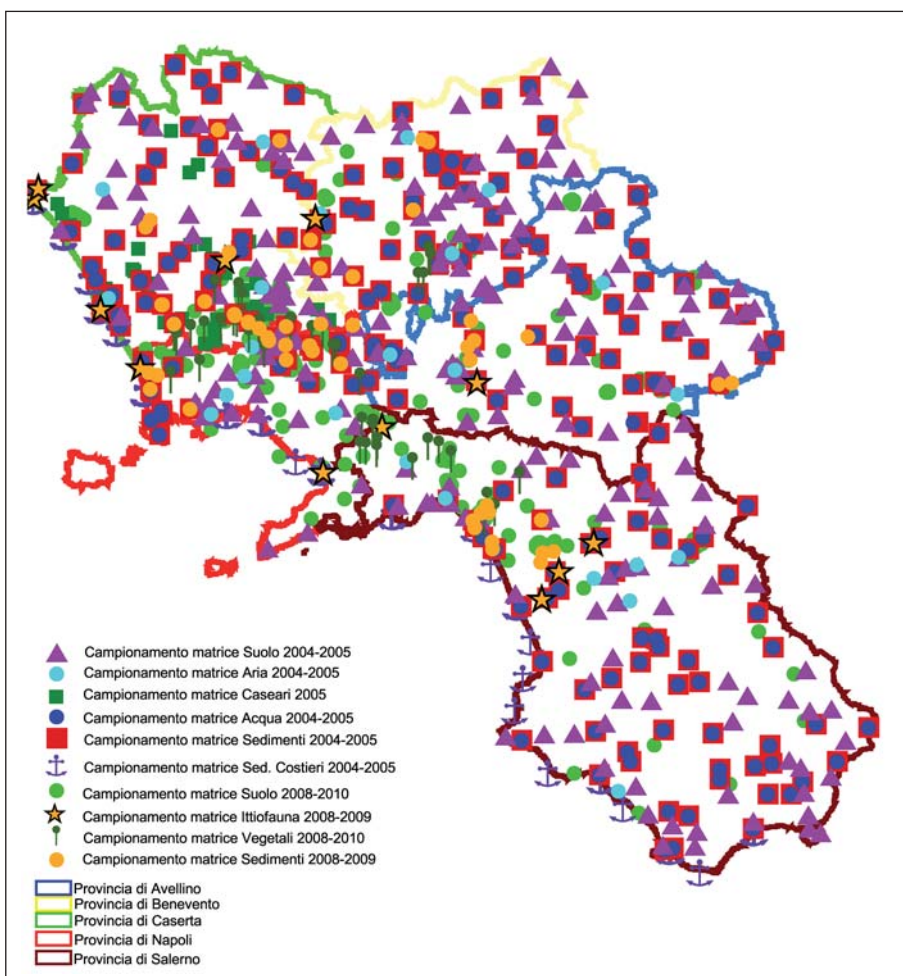 Campionamento matrice Suolo 2004-2005
Campionamento matrice Aria 2004-2005
Campionamento matrice Caseari 2005
Campionamento matrice Acqua 2004-2005
Campionamento matrice Sedimenti 2004-2005
Campionamento matrice Sed. Costieri 2004-2005
Campionamento matrice Suolo 2008-2010
Campionamento matrice Ittiofauna 2008-2009
Campionamento matrice Vegetali 2008-2010
Campionamento matrice Sedimenti 2008-2009
Provincia di Avellino
Provincia di Benevento
Provincia di Caserta
Provincia di Napoli
Provincia di Salerno